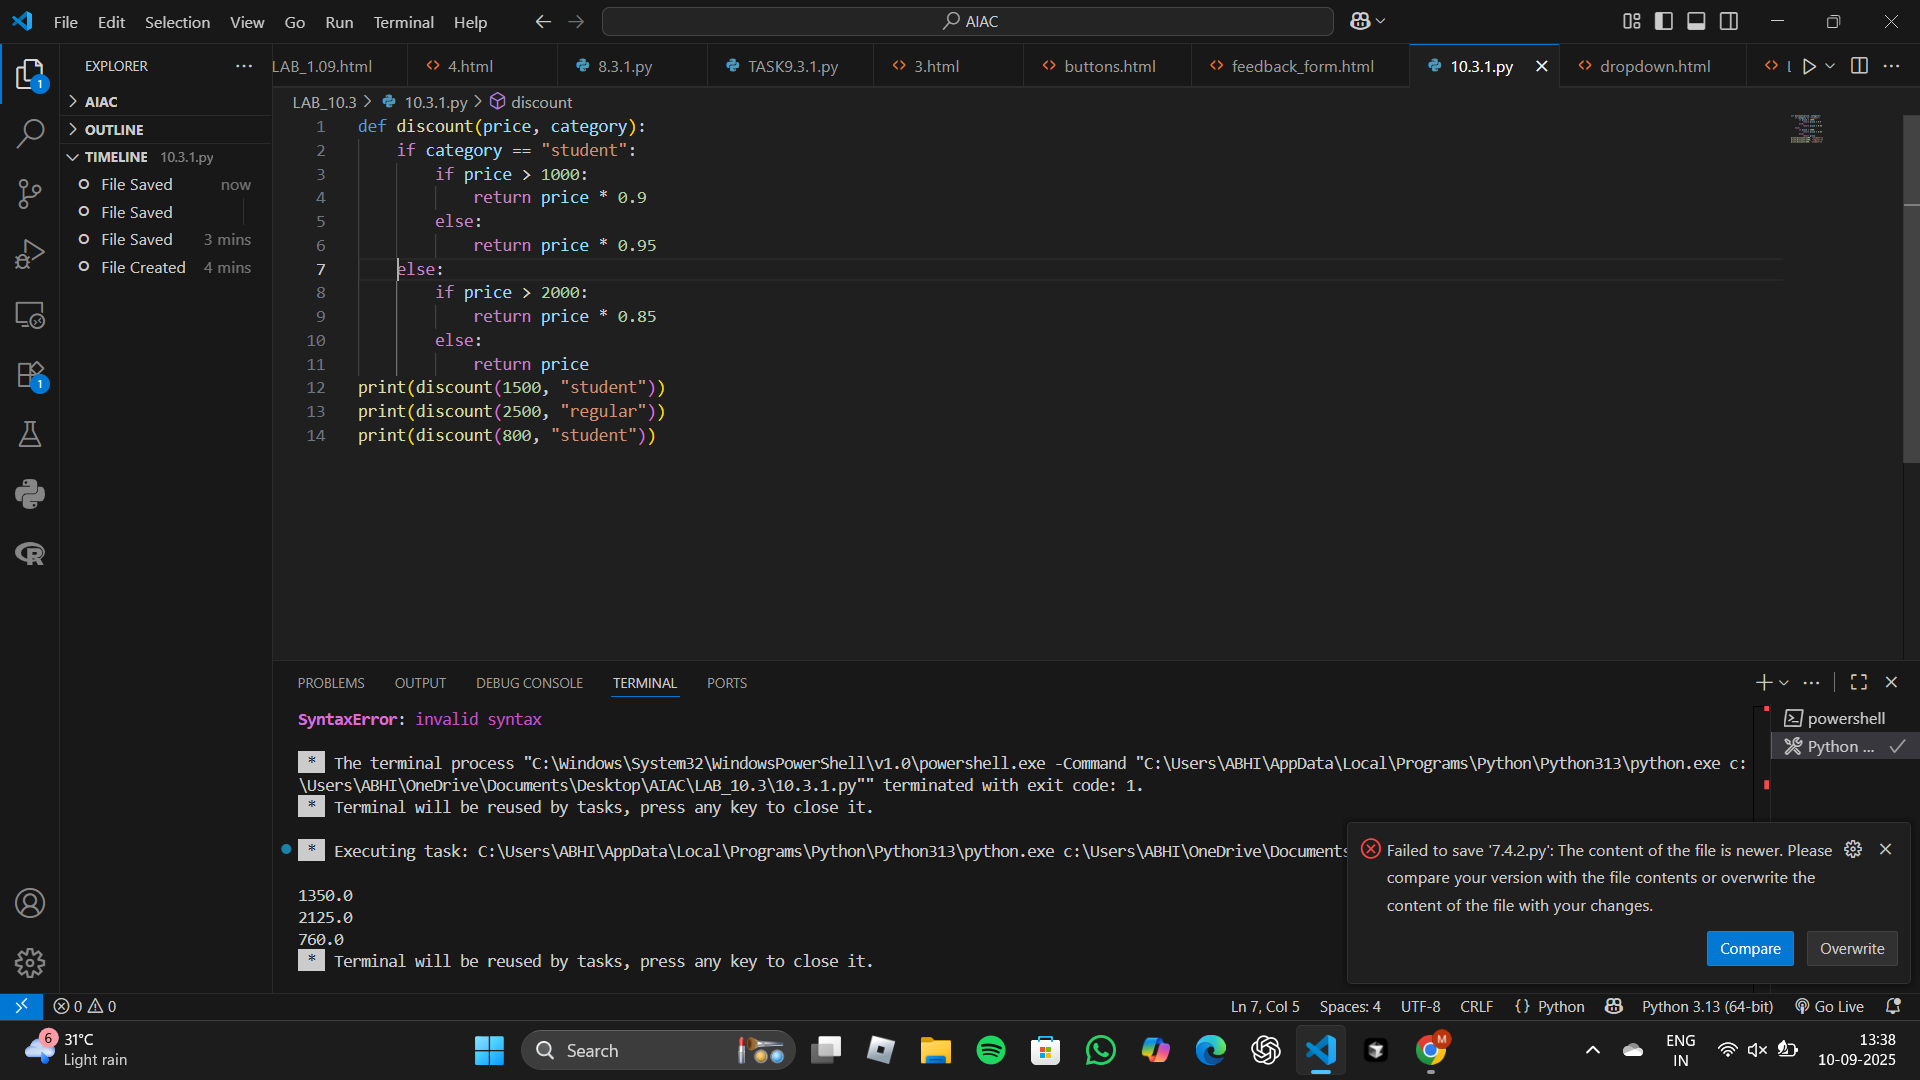 File Edit Selection View Go Run Terminal Help
AIAC
EXPLORER
LAB_1.09.html
4.html
8.3.1.py
TASK9.3.1.py
3.html
buttons.html
feedback_form.html
10.3.1.py
dropdown.html
1
AIAC
OUTLINE
TIMELINE 10.3.1.py
File Saved now
File Saved
File Saved 3 mins
File Created 4 mins
1
LAB_10.3 > 10.3.1.py > discount
1 def discount(price, category):
2 if category == "student":
3 if price > 1000:
4 return price * 0.9
5 else:
6 return price * 0.95
7 else:
8 if price > 2000:
9 return price * 0.85
10 else:
11 return price
12 print(discount(1500, "student"))
13 print(discount(2500, "regular"))
14 print(discount(800, "student"))
PROBLEMS OUTPUT DEBUG CONSOLE TERMINAL PORTS
SyntaxError: invalid syntax
* The terminal process "C:\Windows\System32\WindowsPowerShell\v1.0\powershell.exe -Command "C:\Users\ABHI\AppData\Local\Programs\Python\Python313\python.exe c:
\Users\ABHI\OneDrive\Documents\Desktop\AIAC\LAB_10.3\10.3.1.py"" terminated with exit code: 1.
* Terminal will be reused by tasks, press any key to close it.
* Executing task: C:\Users\ABHI\AppData\Local\Programs\Python\Python313\python.exe c:\Users\ABHI\OneDrive\Documents
1350.0
2125.0
760.0
* Terminal will be reused by tasks, press any key to close it.
powershell
Python ...
Failed to save '7.4.2.py': The content of the file is newer. Please
compare your version with the file contents or overwrite the
content of the file with your changes.
Compare Overwrite
0 0
Ln 7, Col 5 Spaces: 4 UTF-8 CRLF {} Python Python 3.13 (64-bit) Go Live
6
31°C
Light rain
Search
M
ENG
IN
13:38
10-09-2025